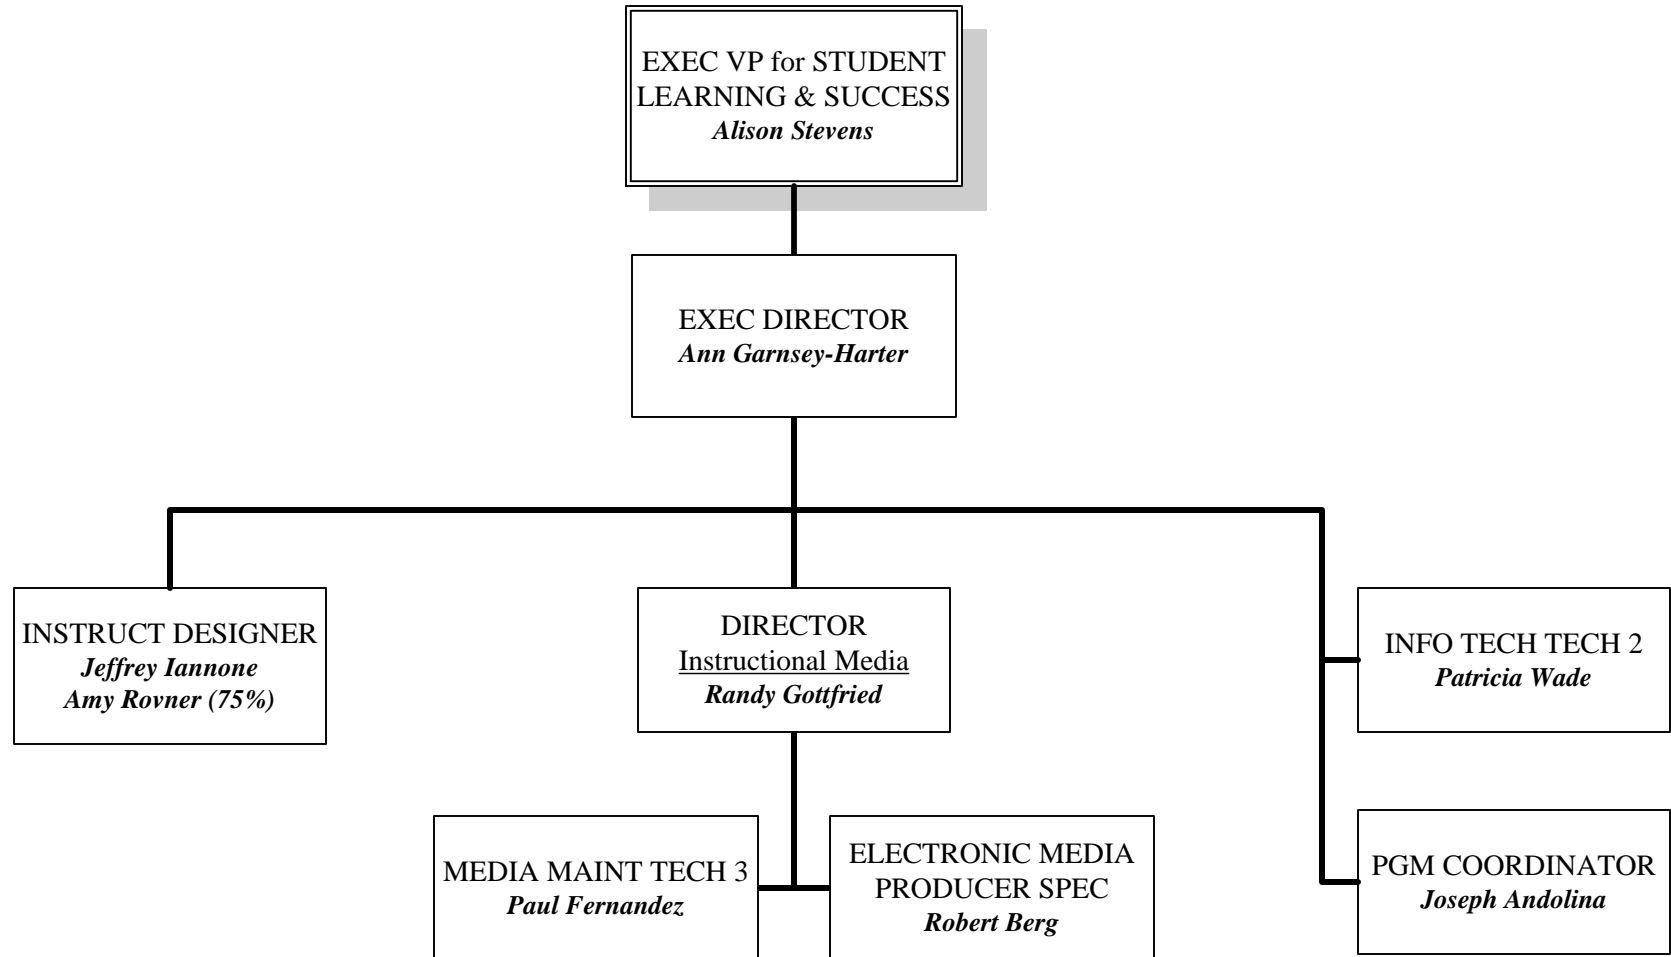 EXEC VP for STUDENT
LEARNING & SUCCESS
Alison Stevens
EXEC DIRECTOR
Ann Garnsey-Harter
INSTRUCT DESIGNER
Jeffrey Iannone
Amy Rovner (75%)
DIRECTOR
Instructional Media
Randy Gottfried
INFO TECH TECH 2
Patricia Wade
MEDIA MAINT TECH 3
Paul Fernandez
ELECTRONIC MEDIA
PRODUCER SPEC
Robert Berg
PGM COORDINATOR
Joseph Andolina